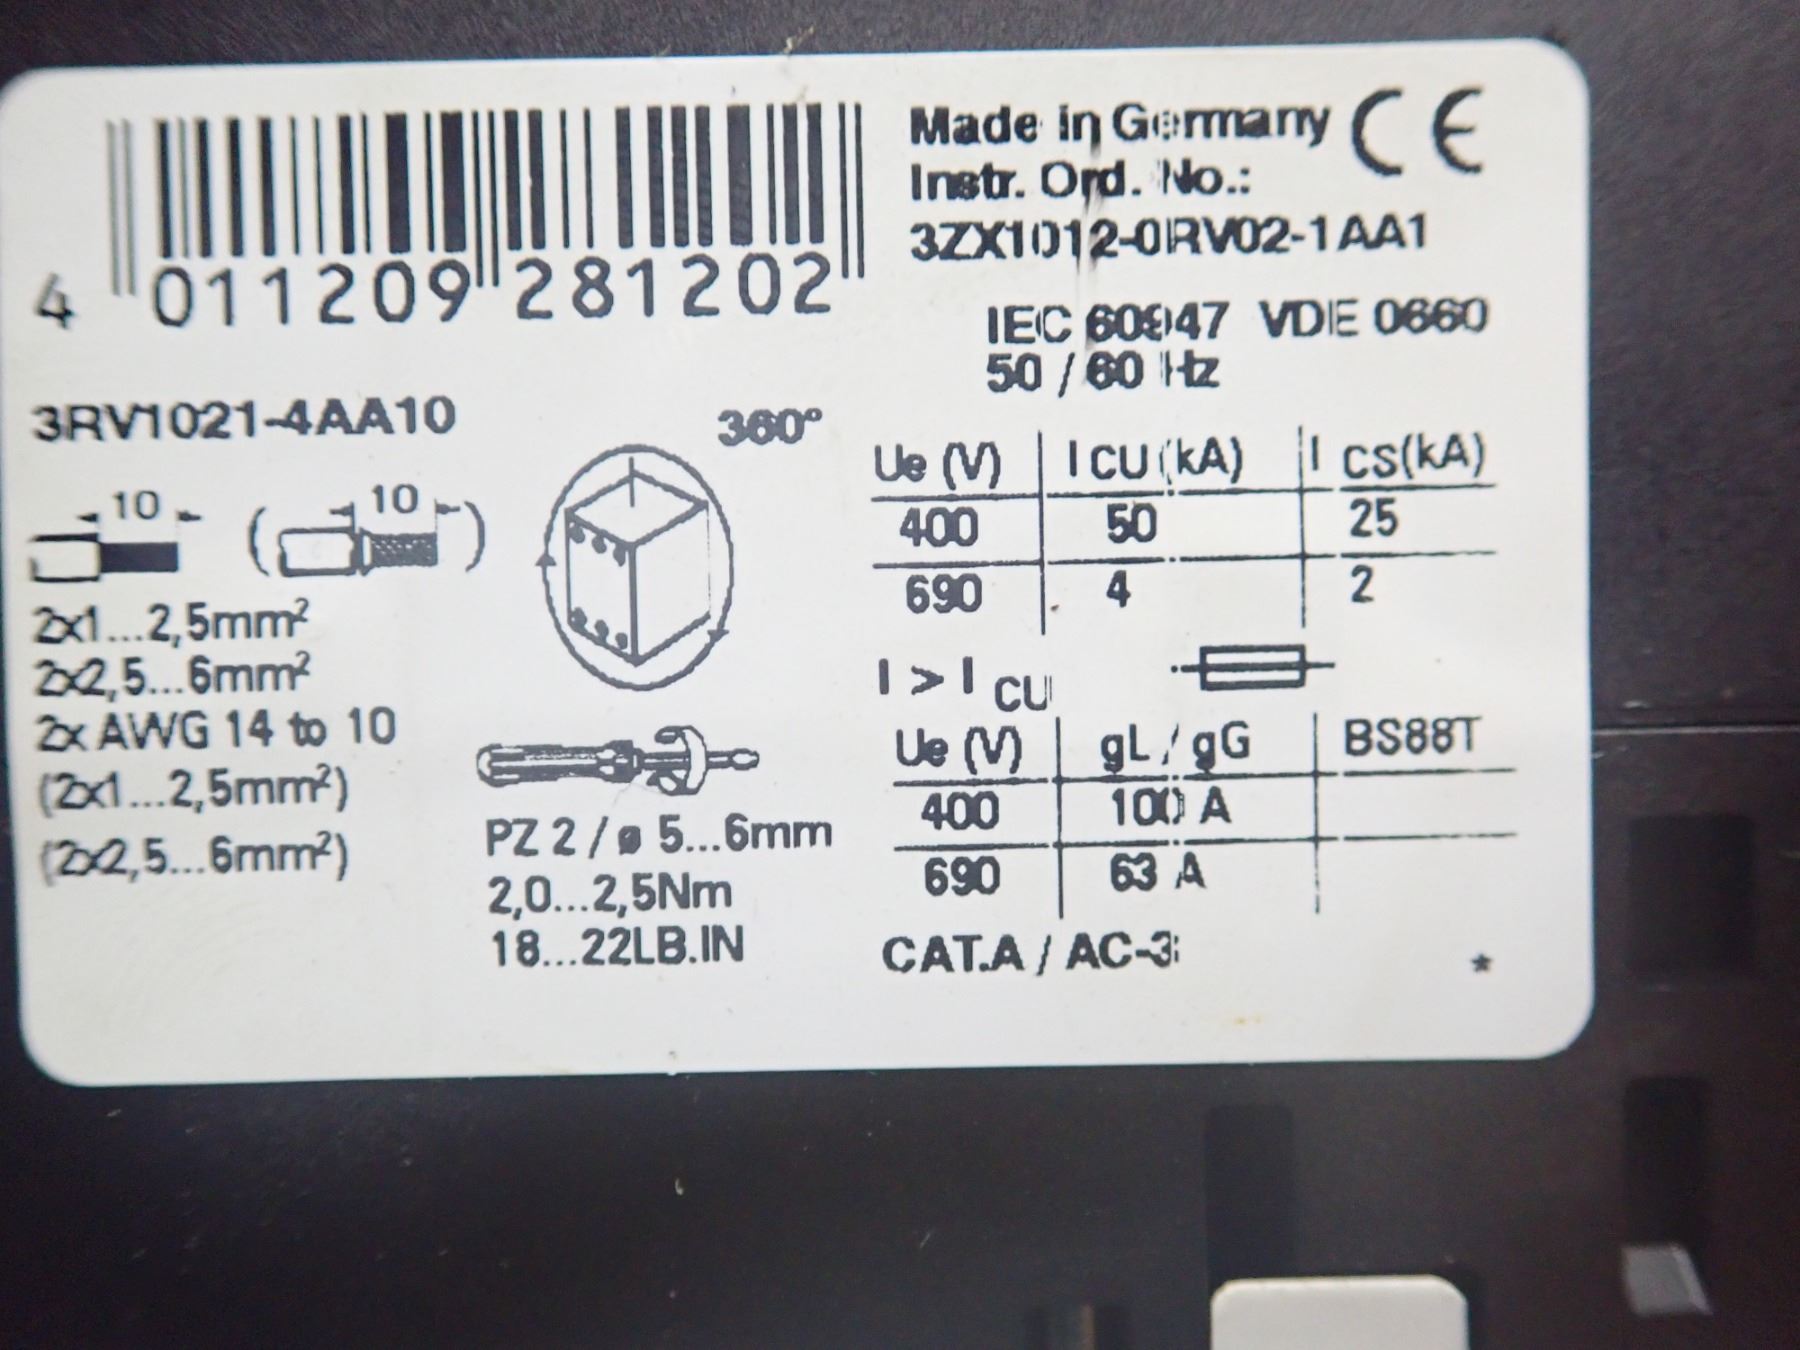 4 011209 281202
Made in Germany CE
Instr. Ord. No.:
3ZX1012-0RV02-1AA1
IEC 60947 VDE 0660
50 / 60 Hz
3RV1021-4AA10
360°
10 (10)
2x1...2,5mm²
2x2,5...6mm²
2x AWG 14 to 10
(2x1...2,5mm²)
(2x2,5...6mm²)
PZ 2 / ø 5...6mm
2,0...2,5Nm
18...22LB.IN
Ue (V) I CU (kA) I CS(kA)
400 50 25
690 4 2
I > I CU
Ue (V) gL / gG BS88T
400 100 A
690 63 A
CAT.A / AC-3
*